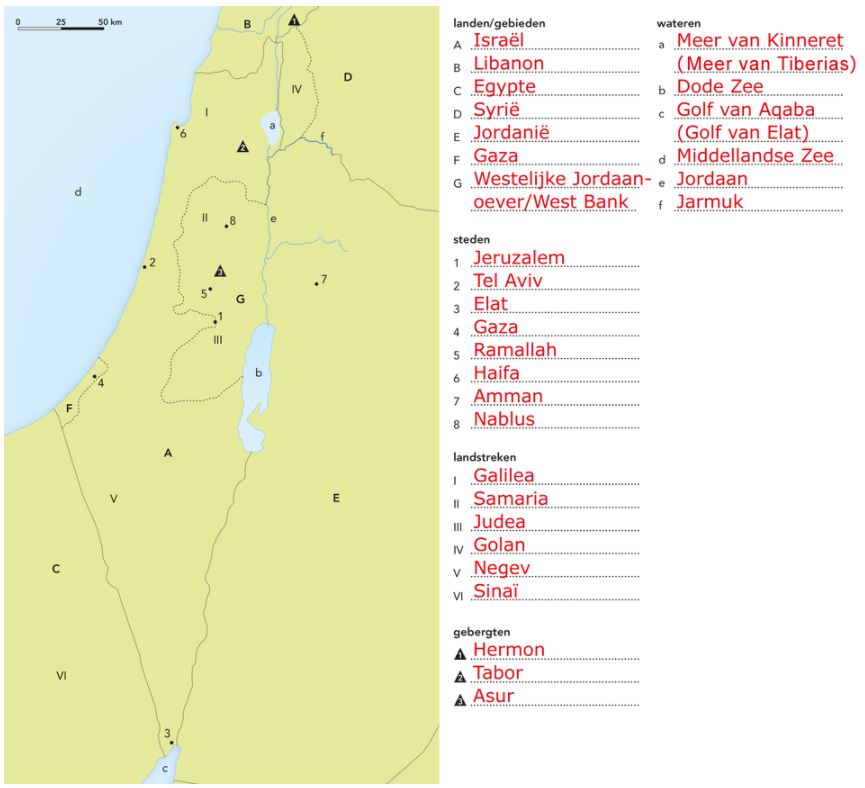 0 25 50 km
B
1
D
IV
I
a
6
f
2
d
II
8
e
2
3
7
5
G
1
III
b
4
F
A
V
E
C
VI
3
c
landen/gebieden
A Israël
B Libanon
C Egypte
D Syrië
E Jordanië
F Gaza
G Westelijke Jordaan-
oever/West Bank
wateren
a Meer van Kinneret
(Meer van Tiberias)
b Dode Zee
c Golf van Aqaba
(Golf van Elat)
d Middellandse Zee
e Jordaan
f Jarmuk
steden
1 Jeruzalem
2 Tel Aviv
3 Elat
4 Gaza
5 Ramallah
6 Haifa
7 Amman
8 Nablus
landstreken
I Galilea
II Samaria
III Judea
IV Golan
V Negev
VI Sinaï
gebergten
1 Hermon
2 Tabor
3 Asur